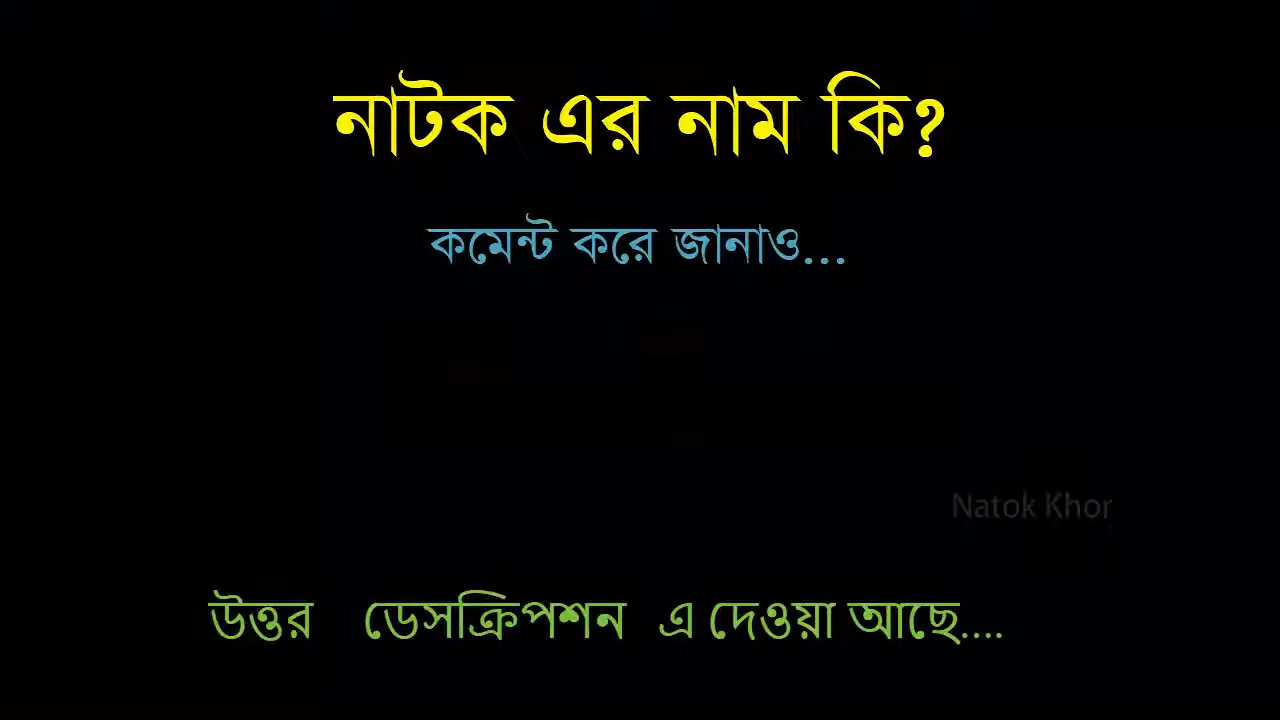 নাটক এর নাম কি?
কমেন্ট করে জানাও...
Natok Khor
উত্তর ডেসক্রিপশন এ দেওয়া আছে....